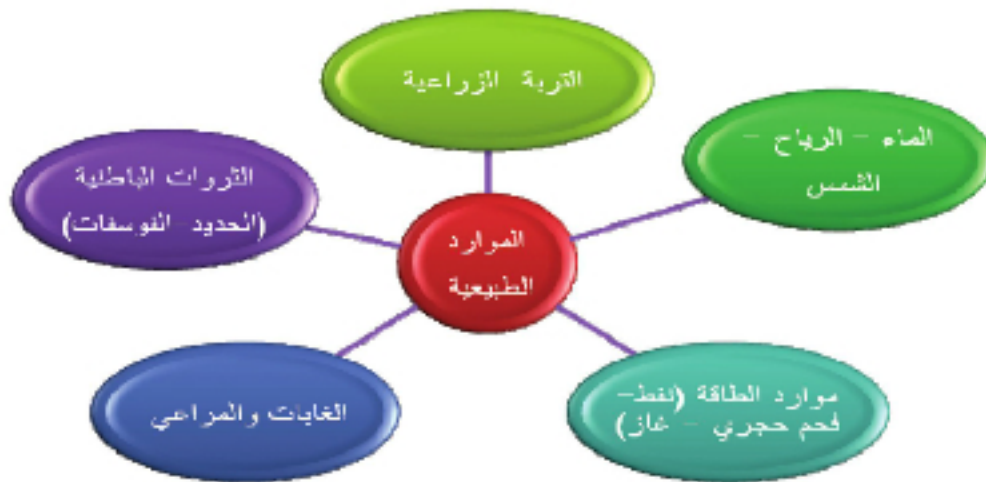 التربة الزراعية
الماء - الرياح -
الشمس
الثروات الباطنية
(الحديد- الفوسفات)
الموارد
الطبيعية
الغابات والمراعي
موارد الطاقة (نفط-
فحم حجري - غاز)